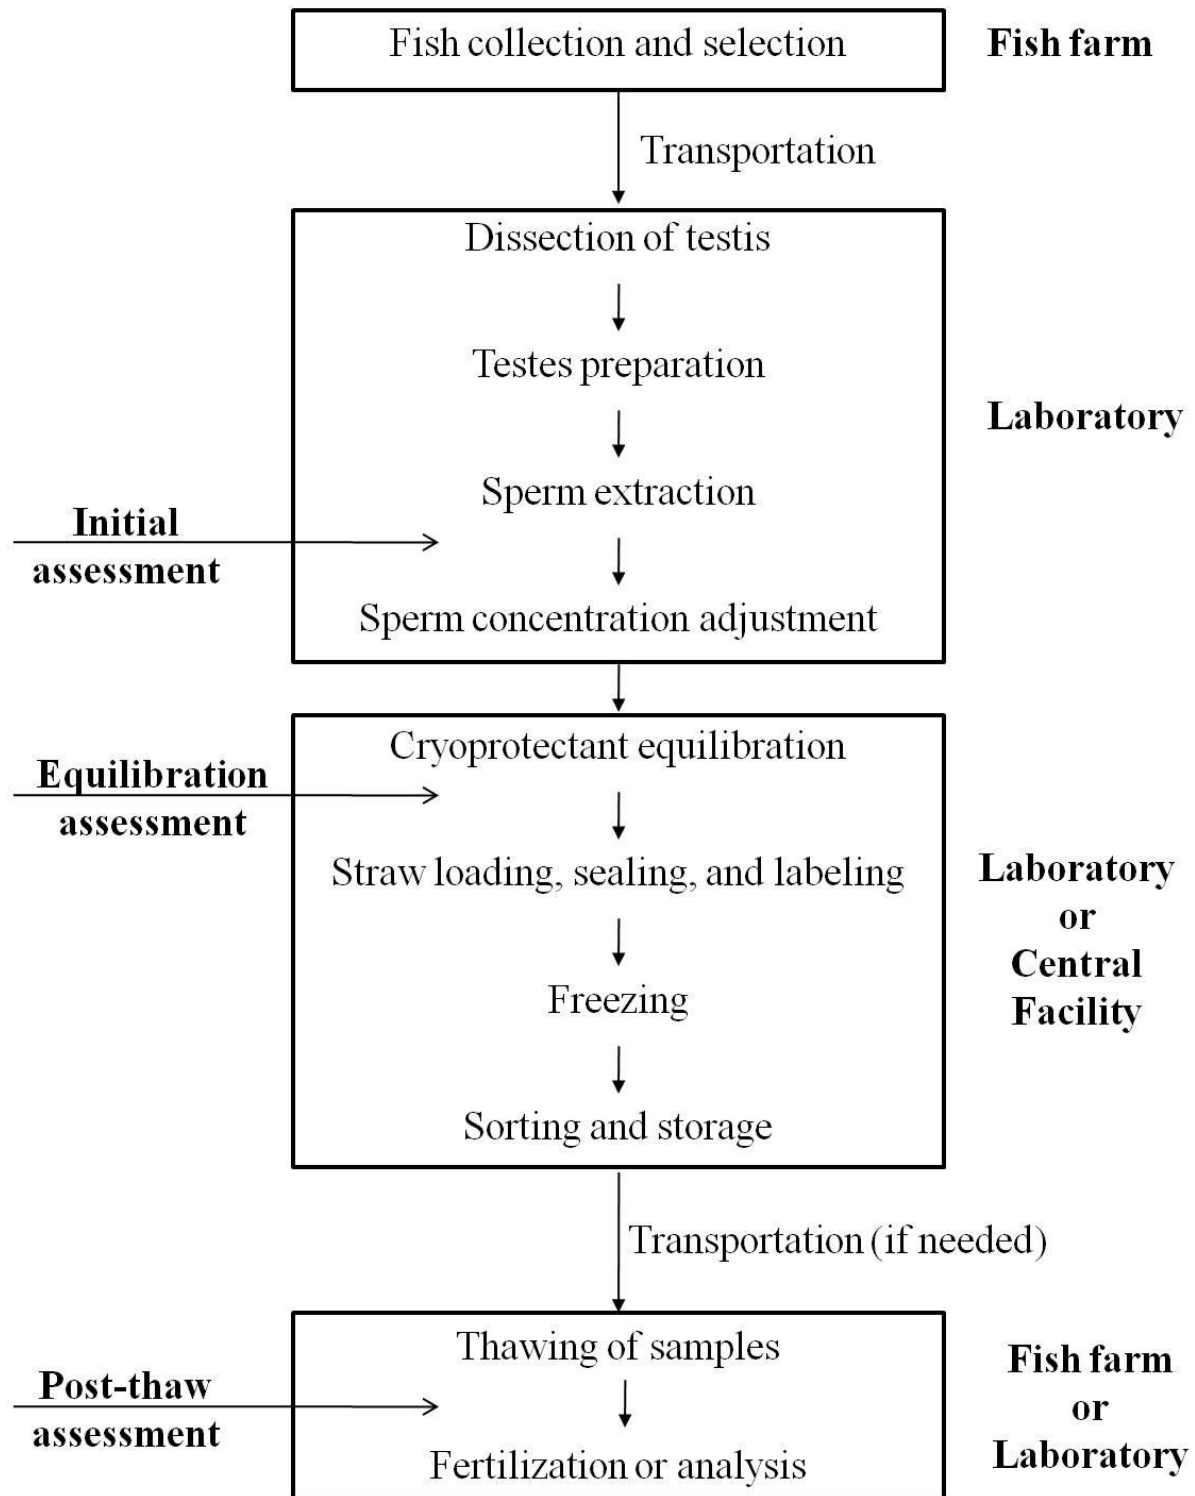 Fish collection and selection
Fish farm
Transportation
Dissection of testis
Testes preparation
Laboratory
Sperm extraction
Initial
assessment
Sperm concentration adjustment
Cryoprotectant equilibration
Equilibration
assessment
Straw loading, sealing, and labeling
Laboratory
or
Central
Facility
Freezing
Sorting and storage
Transportation (if needed)
Thawing of samples
Post-thaw
assessment
Fish farm
or
Laboratory
Fertilization or analysis